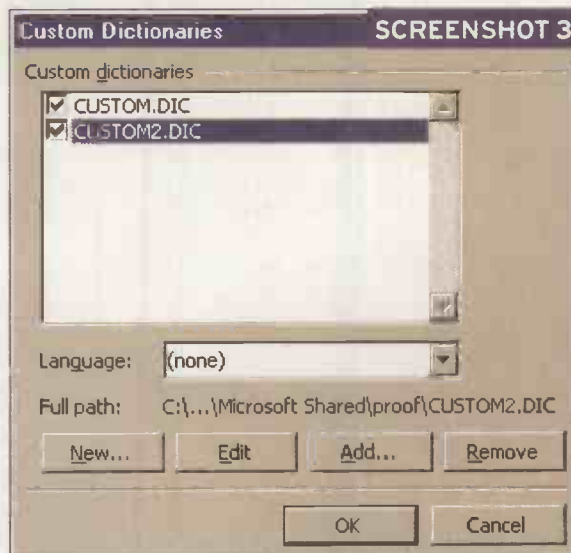 Custom Dictionaries SCREENSHOT 3
Custom dictionaries
CUSTOM.DIC
CUSTOM2.DIC
Language: (none)
Full path: C:\...\Microsoft Shared\proof\CUSTOM2.DIC
New... Edit Add... Remove
OK Cancel